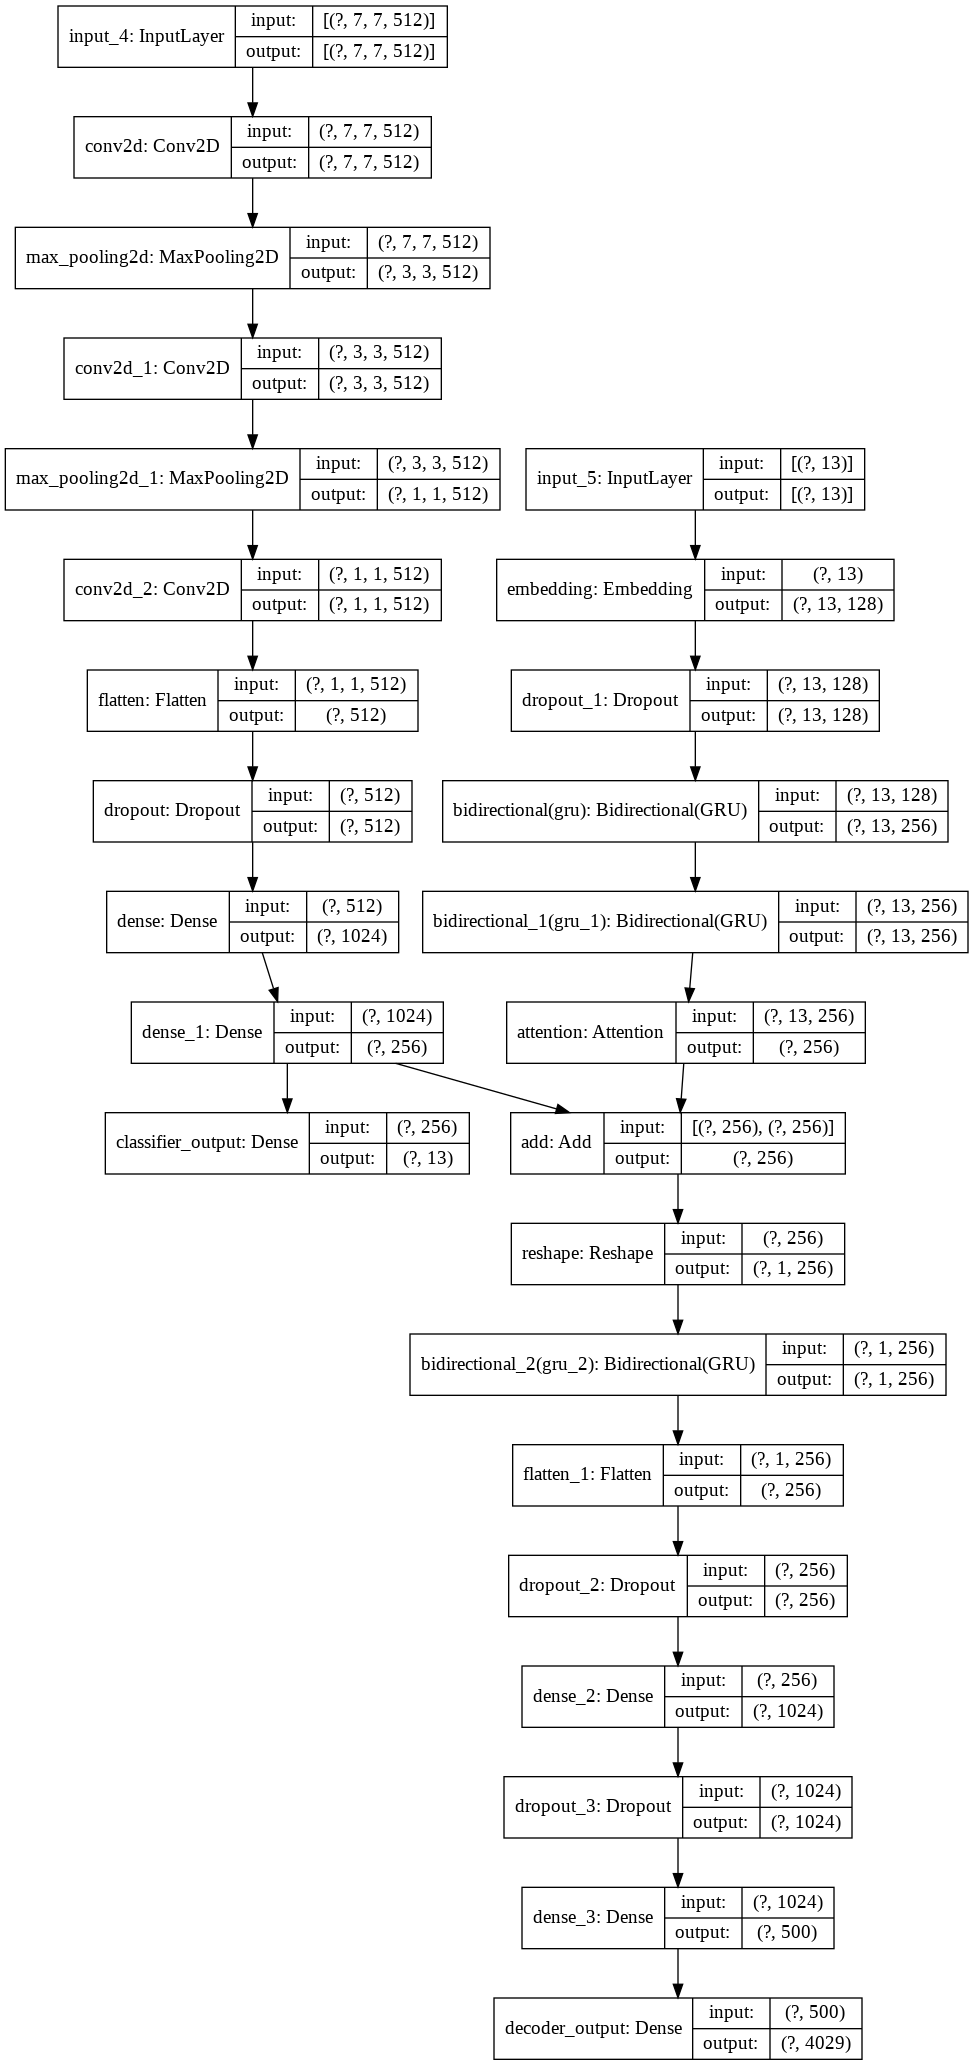 input_4: InputLayer
input: [(?, 7, 7, 512)]
output: [(?, 7, 7, 512)]
conv2d: Conv2D
input: (?, 7, 7, 512)
output: (?, 7, 7, 512)
max_pooling2d: MaxPooling2D
input: (?, 7, 7, 512)
output: (?, 3, 3, 512)
conv2d_1: Conv2D
input: (?, 3, 3, 512)
output: (?, 3, 3, 512)
max_pooling2d_1: MaxPooling2D
input: (?, 3, 3, 512)
output: (?, 1, 1, 512)
input_5: InputLayer
input: [(?, 13)]
output: [(?, 13)]
conv2d_2: Conv2D
input: (?, 1, 1, 512)
output: (?, 1, 1, 512)
embedding: Embedding
input: (?, 13)
output: (?, 13, 128)
flatten: Flatten
input: (?, 1, 1, 512)
output: (?, 512)
dropout_1: Dropout
input: (?, 13, 128)
output: (?, 13, 128)
dropout: Dropout
input: (?, 512)
output: (?, 512)
bidirectional(gru): Bidirectional(GRU)
input: (?, 13, 128)
output: (?, 13, 256)
dense: Dense
input: (?, 512)
output: (?, 1024)
bidirectional_1(gru_1): Bidirectional(GRU)
input: (?, 13, 256)
output: (?, 13, 256)
dense_1: Dense
input: (?, 1024)
output: (?, 256)
attention: Attention
input: (?, 13, 256)
output: (?, 256)
classifier_output: Dense
input: (?, 256)
output: (?, 13)
add: Add
input: [(?, 256), (?, 256)]
output: (?, 256)
reshape: Reshape
input: (?, 256)
output: (?, 1, 256)
bidirectional_2(gru_2): Bidirectional(GRU)
input: (?, 1, 256)
output: (?, 1, 256)
flatten_1: Flatten
input: (?, 1, 256)
output: (?, 256)
dropout_2: Dropout
input: (?, 256)
output: (?, 256)
dense_2: Dense
input: (?, 256)
output: (?, 1024)
dropout_3: Dropout
input: (?, 1024)
output: (?, 1024)
dense_3: Dense
input: (?, 1024)
output: (?, 500)
decoder_output: Dense
input: (?, 500)
output: (?, 4029)